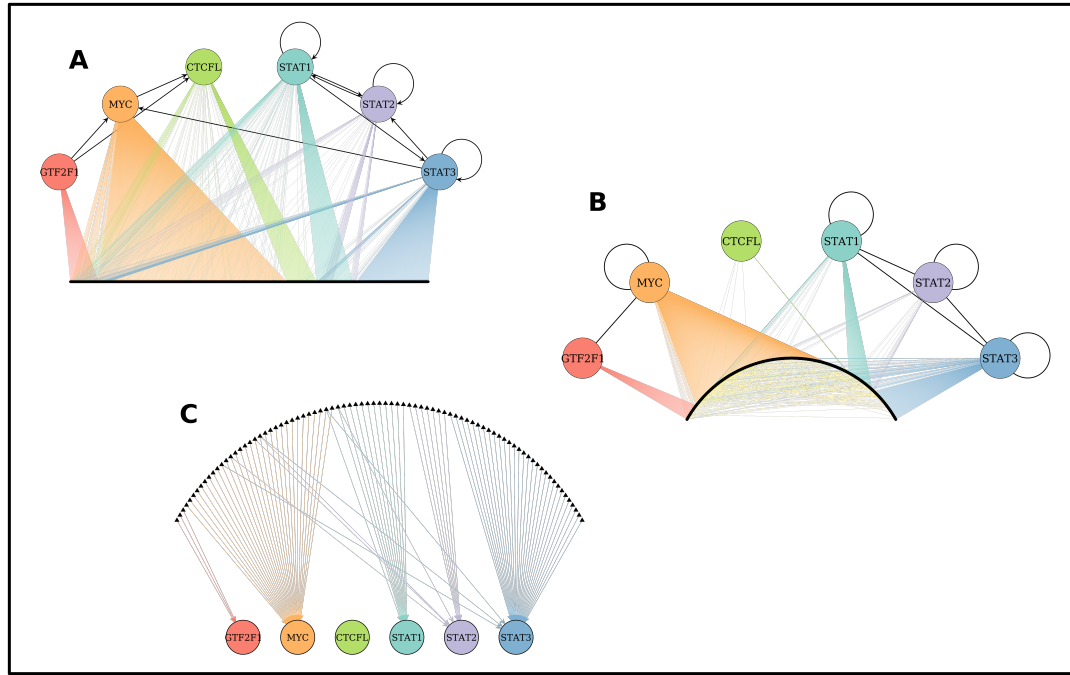 A
CTCFL
STAT1
MYC
STAT2
GTF2F1
STAT3
B
CTCFL
STAT1
MYC
STAT2
GTF2F1
STAT3
C
GTF2F1
MYC
CTCFL
STAT1
STAT2
STAT3